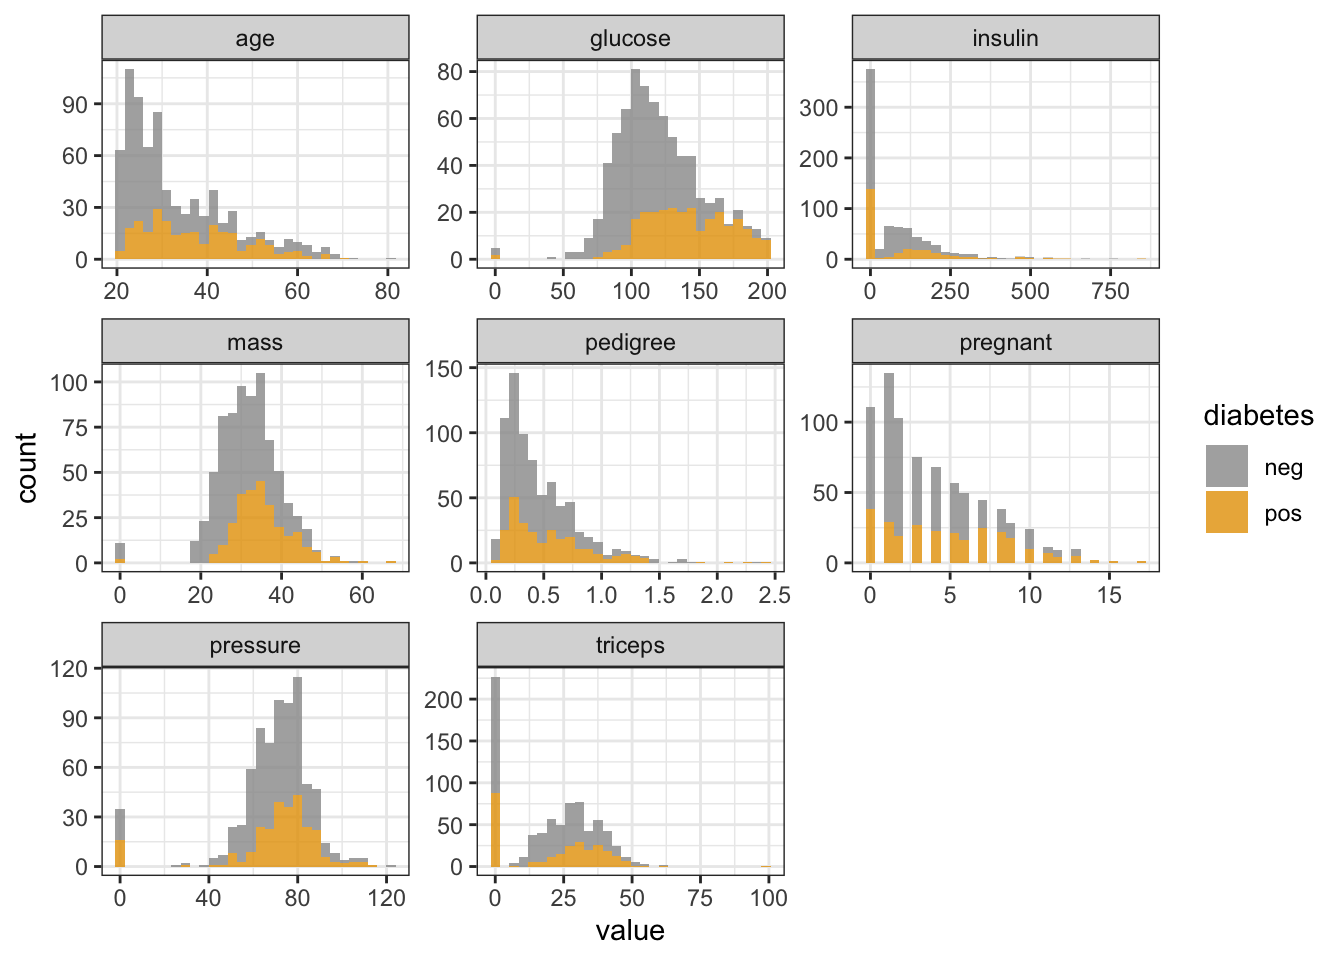 age
glucose
insulin
90
60
30
0
20 40 60 80
80
60
40
20
0
0 50 100 150 200
300
200
100
0
0 250 500 750
mass
pedigree
pregnant
100
75
50
25
0
0 20 40 60
150
100
50
0
0.0 0.5 1.0 1.5 2.0 2.5
100
50
0
0 5 10 15
pressure
triceps
120
90
60
30
0
0 40 80 120
200
150
100
50
0
0 25 50 75 100
count
value
diabetes
neg
pos